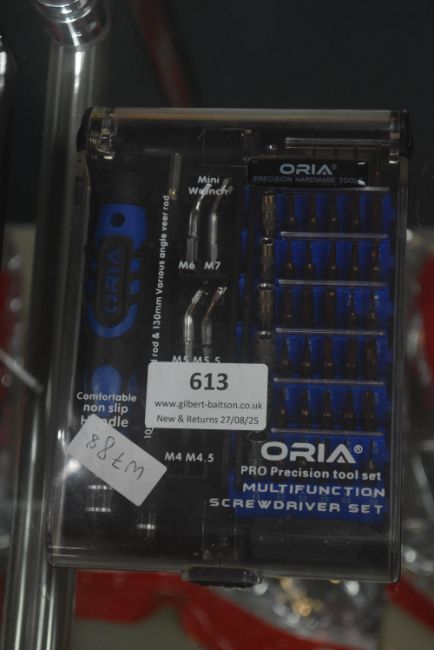 ORIA®
PRECISION HARDWARE TOOLS
Mini
Wrench
M6 M7
ORIA
rod & 130mm Various angle veer rod
M5 M5.5
Comfortable
non slip
Handle
613
www.gilbert-baitson.co.uk
New & Returns 27/08/25
M4 M4.5
ORIA®
PRO Precision tool set
MULTIFUNCTION
SCREWDRIVER SET